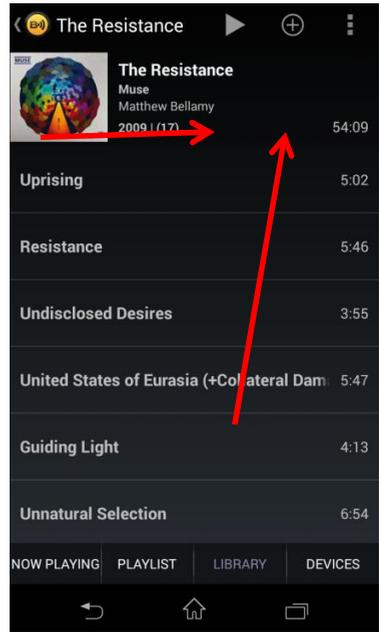 The Resistance
MUSE
The Resistance
Muse
Matthew Bellamy
2009 | (17) 54:09
Uprising 5:02
Resistance 5:46
Undisclosed Desires 3:55
United States of Eurasia (+Collateral Dam 5:47
Guiding Light 4:13
Unnatural Selection 6:54
NOW PLAYING PLAYLIST LIBRARY DEVICES